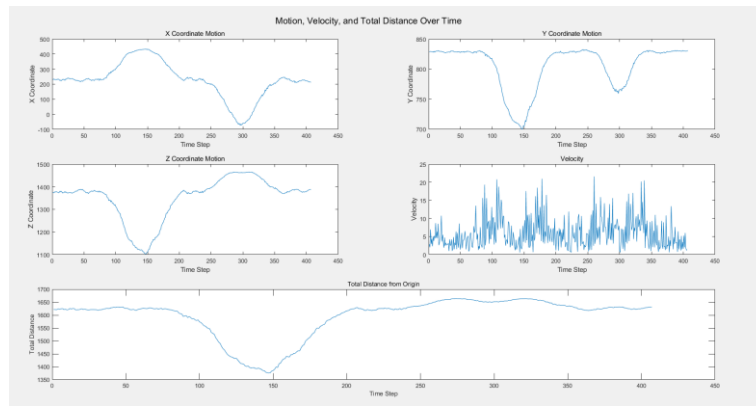 Motion, Velocity, and Total Distance Over Time
X Coordinate Motion
500
400
300
200
100
0
-100
X Coordinate
0 50 100 150 200 250 300 350 400 450
Time Step
Y Coordinate Motion
850
800
750
700
Y Coordinate
0 50 100 150 200 250 300 350 400 450
Time Step
Z Coordinate Motion
1500
1400
1300
1200
1100
Z Coordinate
0 50 100 150 200 250 300 350 400 450
Time Step
Velocity
25
20
15
10
5
0
Velocity
0 50 100 150 200 250 300 350 400 450
Time Step
Total Distance from Origin
1700
1650
1600
1550
1500
1450
1400
1350
Total Distance
0 50 100 150 200 250 300 350 400 450
Time Step